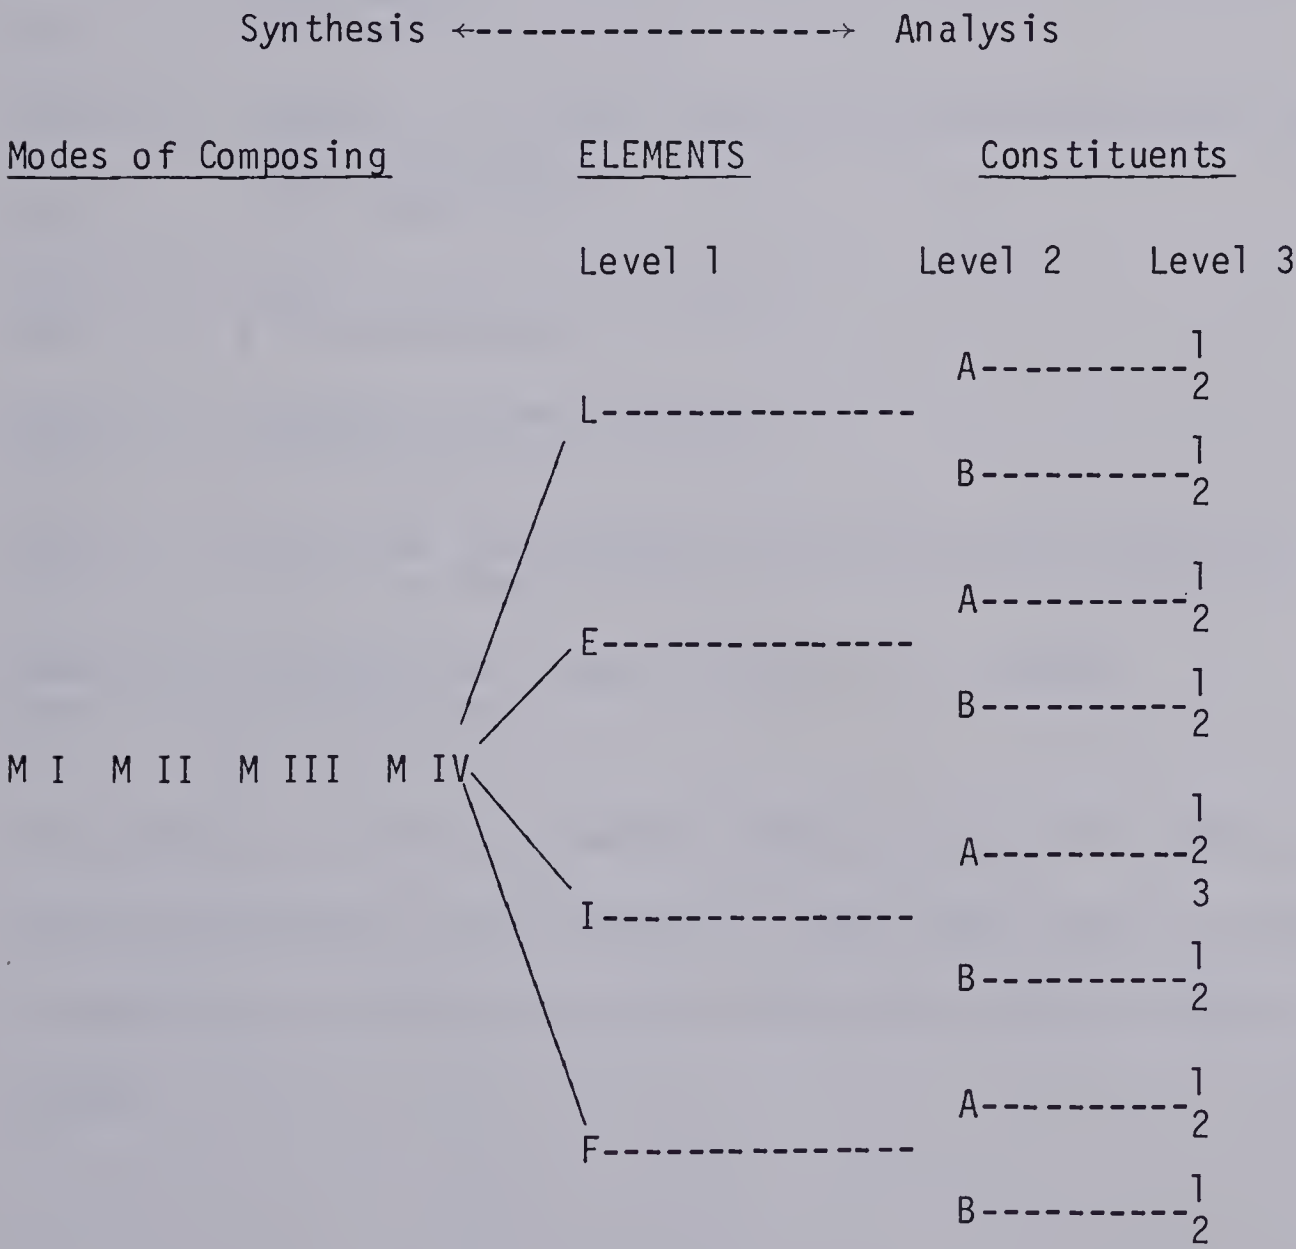 Synthesis ←-----------------→ Analysis
Modes of Composing ELEMENTS Constituents
Level 1 Level 2 Level 3
1
A----------
2
L---------------
1
B----------
2
1
A----------
2
E---------------
1
B----------
2
M I M II M III M IV
1
A----------2
3
I---------------
1
B----------
2
1
A----------
2
F---------------
1
B----------
2